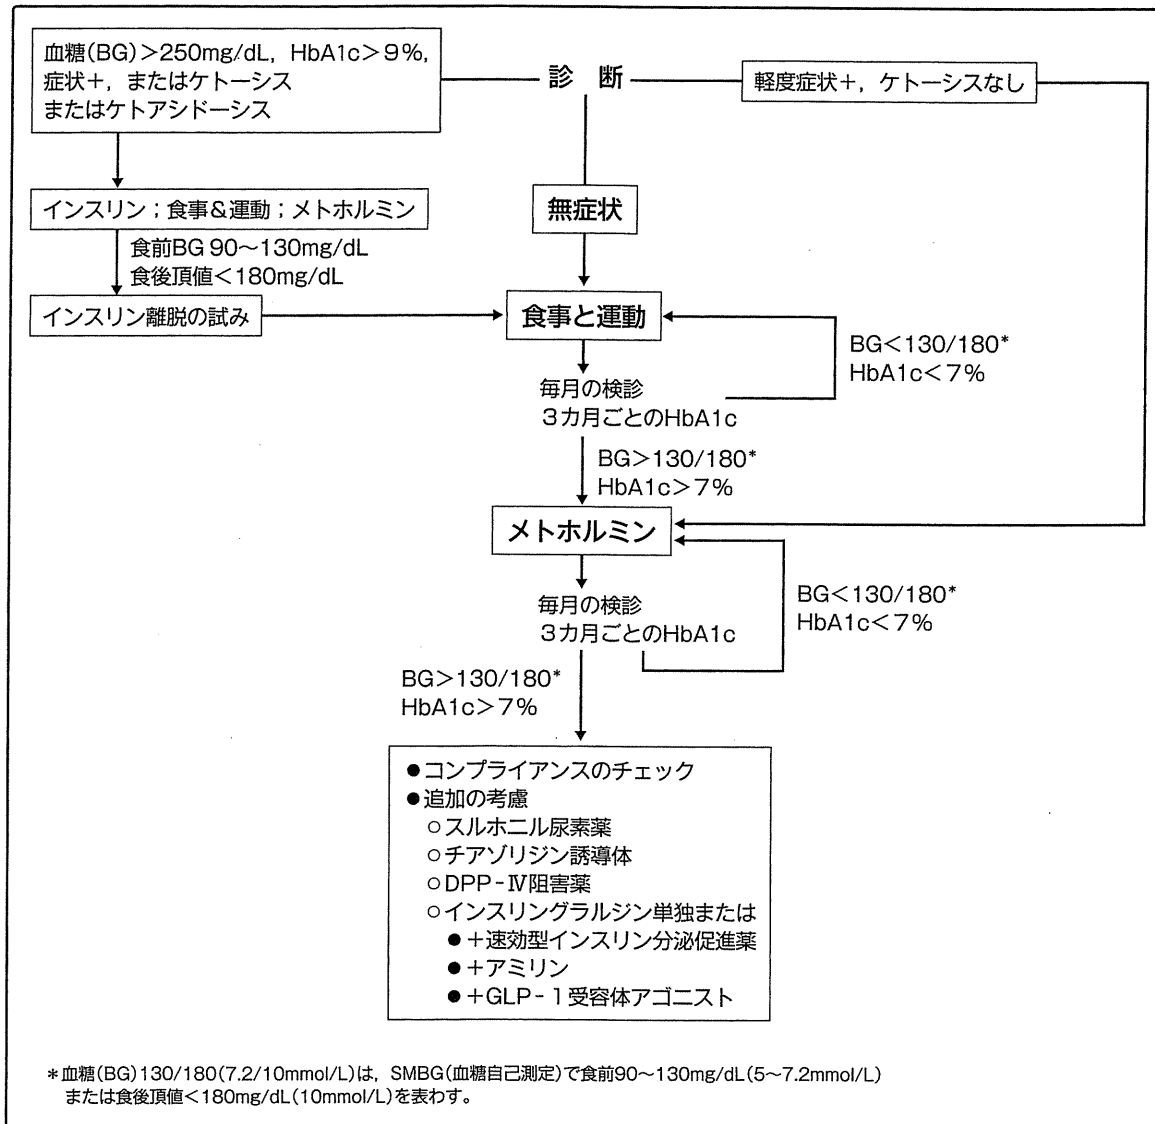 血糖(BG)>250mg/dL, HbA1c>9%,
症状+, またはケトーシス
またはケトアシドーシス
診 断
軽度症状+, ケトーシスなし
インスリン;食事&運動;メトホルミン
無症状
食前BG 90~130mg/dL
食後頂値<180mg/dL
インスリン離脱の試み
食事と運動
BG<130/180*
HbA1c<7%
毎月の検診
3カ月ごとのHbA1c
BG>130/180*
HbA1c>7%
メトホルミン
毎月の検診
3カ月ごとのHbA1c
BG<130/180*
HbA1c<7%
BG>130/180*
HbA1c>7%
●コンプライアンスのチェック
●追加の考慮
○スルホニル尿素薬
○チアゾリジン誘導体
○DPP-Ⅳ阻害薬
○インスリングラルジン単独または
●+速効型インスリン分泌促進薬
●+アミリン
●+GLP-1受容体アゴニスト
*血糖(BG)130/180(7.2/10mmol/L)は, SMBG(血糖自己測定)で食前90~130mg/dL(5~7.2mmol/L)
または食後頂値<180mg/dL(10mmol/L)を表わす。